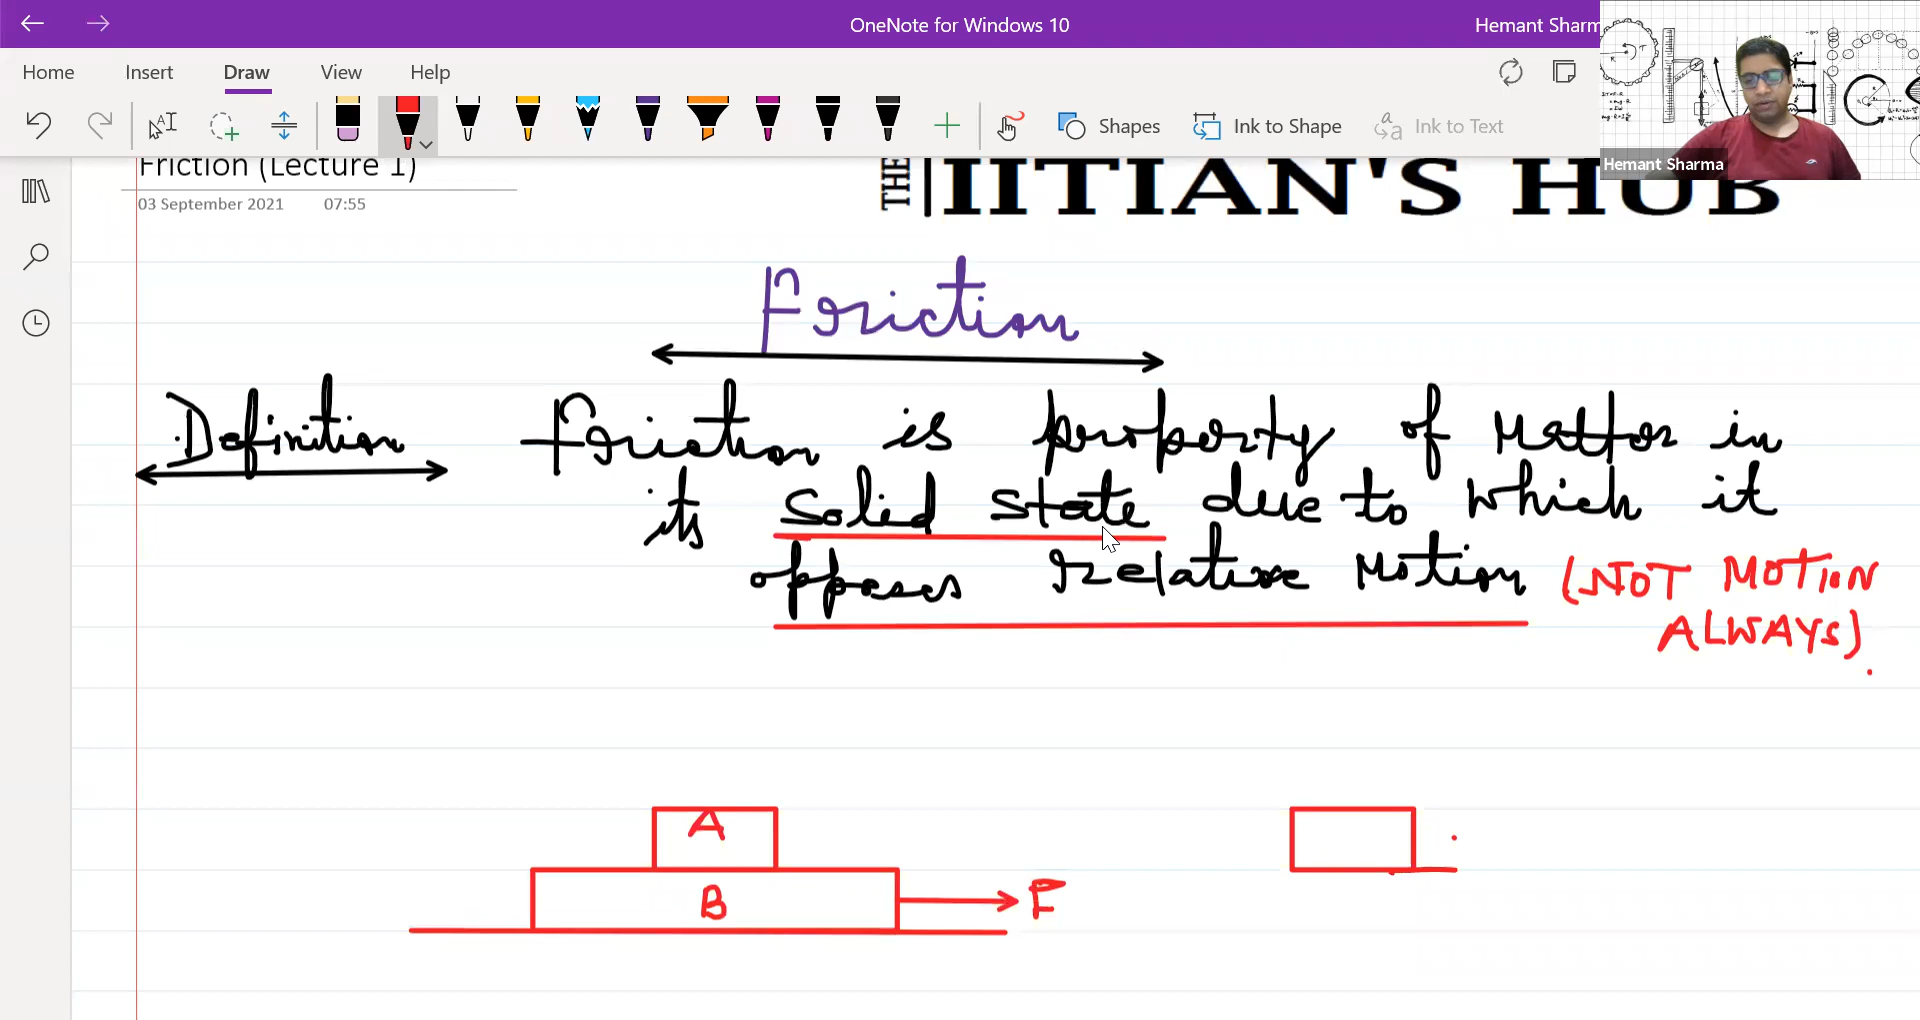 OneNote for Windows 10
Hemant Sharm
Home Insert Draw View Help
Shapes Ink to Shape Ink to Text
Hemant Sharma
Friction (Lecture 1)
03 September 2021 07:55
THE IITIAN'S HUB
Friction
Definition Friction is property of Matter in
its solid state due to which it
opposes relative Motion (NOT MOTION
ALWAYS).
A
B
F